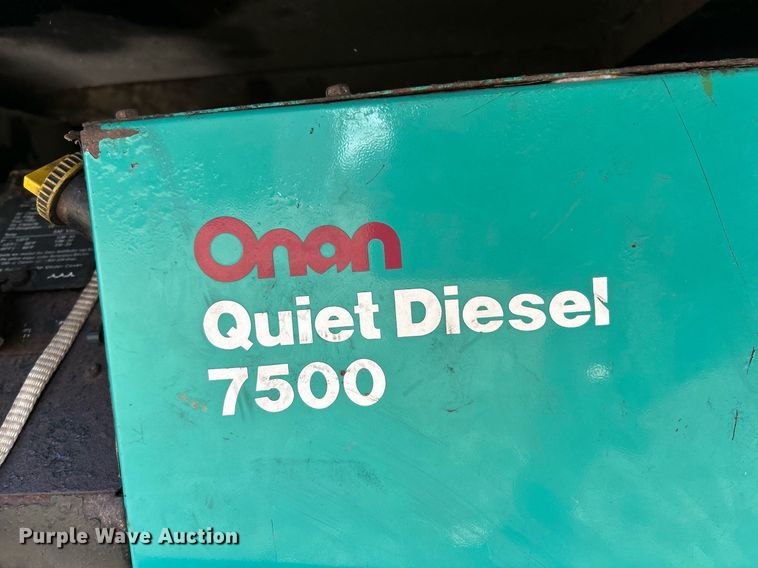 Onan
Quiet Diesel
7500
Purple Wave Auction